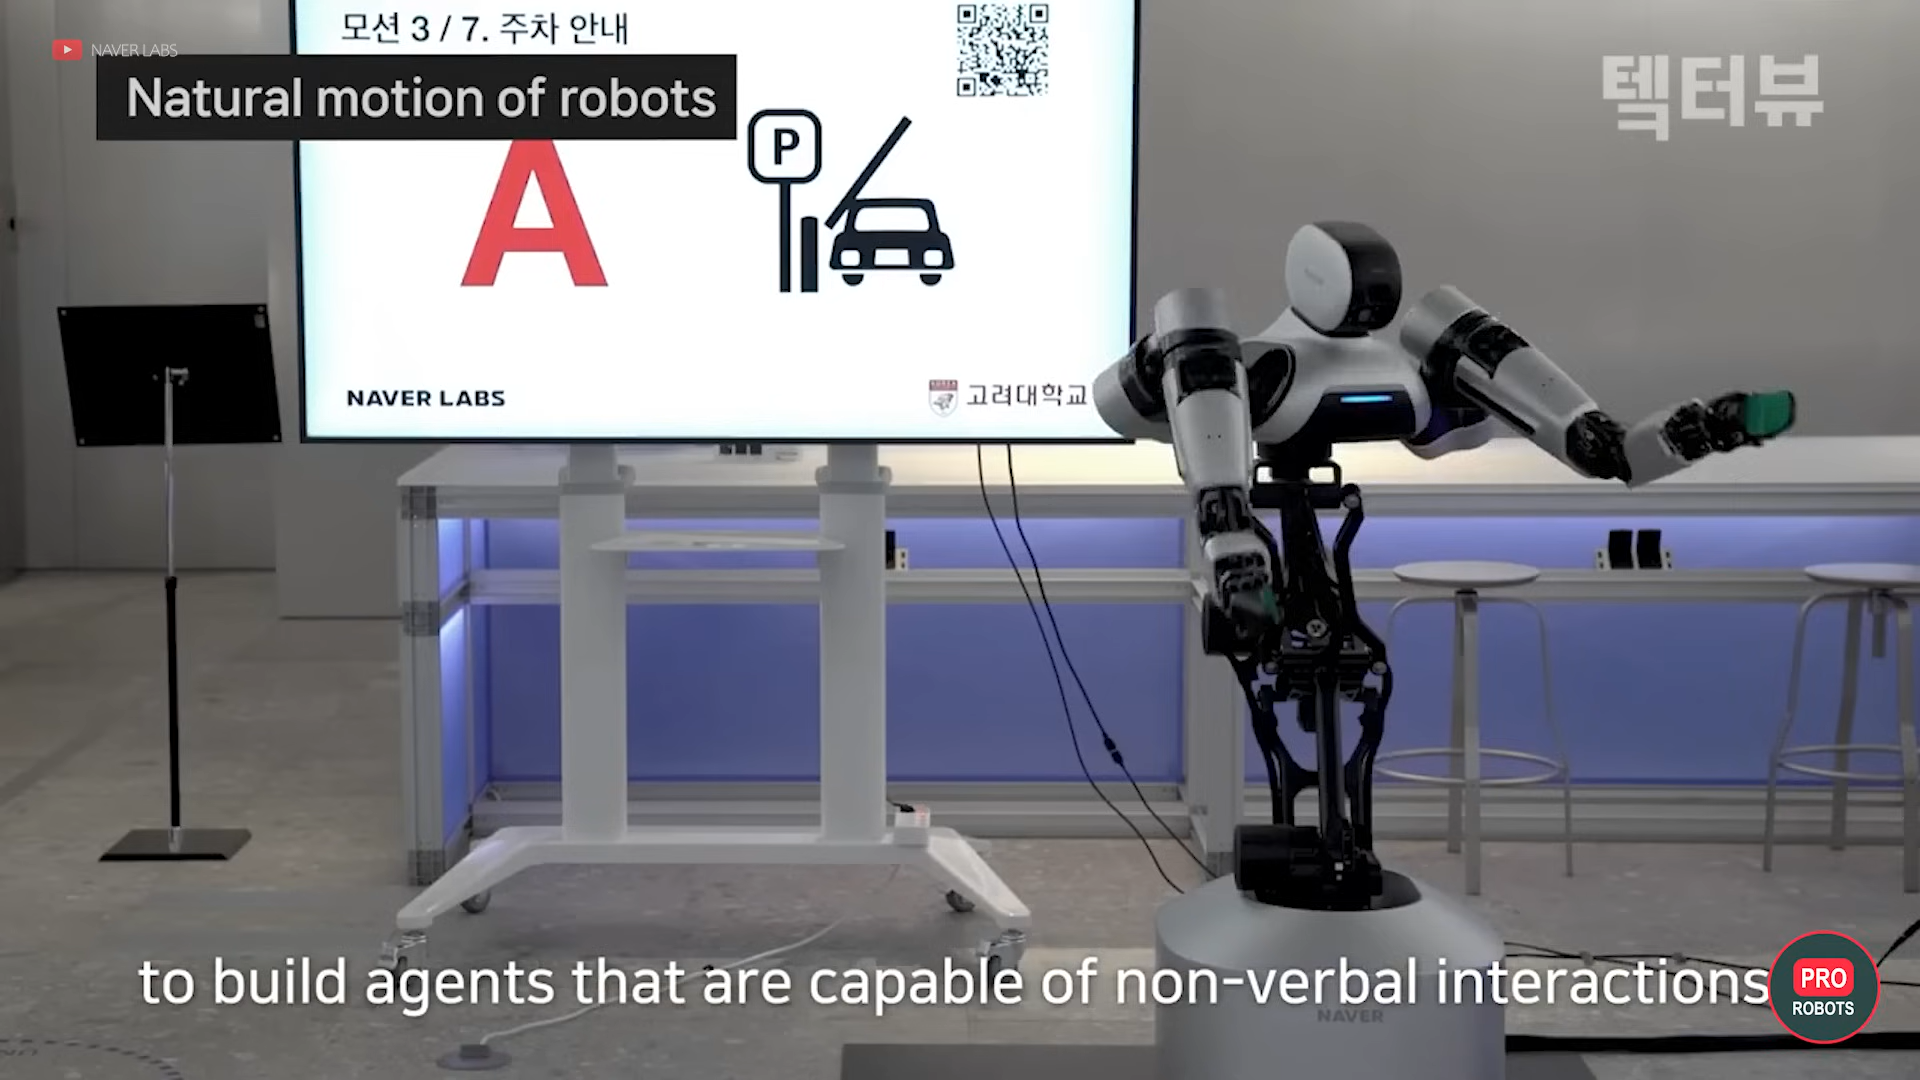 모션 3 / 7. 주차 안내
NAVER LABS
Natural motion of robots
텍터뷰
A
P
NAVER LABS
고려대학교
to build agents that are capable of non-verbal interactions
NAVER
PRO
ROBOTS